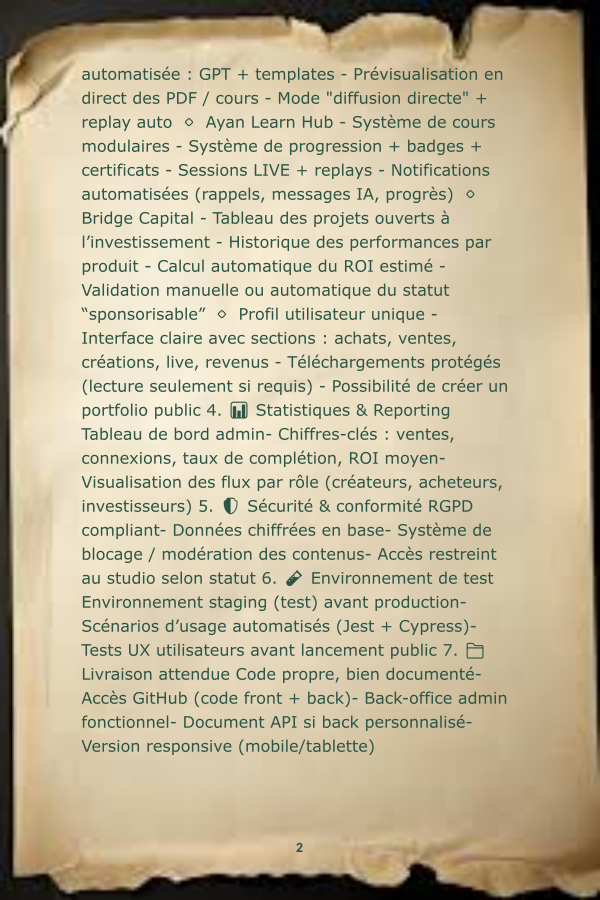 automatisée : GPT + templates - Prévisualisation en
direct des PDF / cours - Mode "diffusion directe" +
replay auto ⬦ Ayan Learn Hub - Système de cours
modulaires - Système de progression + badges +
certificats - Sessions LIVE + replays - Notifications
automatisées (rappels, messages IA, progrès) ⬦
Bridge Capital - Tableau des projets ouverts à
l’investissement - Historique des performances par
produit - Calcul automatique du ROI estimé -
Validation manuelle ou automatique du statut
“sponsorisable” ⬦ Profil utilisateur unique -
Interface claire avec sections : achats, ventes,
créations, live, revenus - Téléchargements protégés
(lecture seulement si requis) - Possibilité de créer un
portfolio public 4. 📊 Statistiques & Reporting
Tableau de bord admin- Chiffres-clés : ventes,
connexions, taux de complétion, ROI moyen-
Visualisation des flux par rôle (créateurs, acheteurs,
investisseurs) 5. 🌓 Sécurité & conformité RGPD
compliant- Données chiffrées en base- Système de
blocage / modération des contenus- Accès restreint
au studio selon statut 6. 🧪 Environnement de test
Environnement staging (test) avant production-
Scénarios d’usage automatisés (Jest + Cypress)-
Tests UX utilisateurs avant lancement public 7. 📁
Livraison attendue Code propre, bien documenté-
Accès GitHub (code front + back)- Back-office admin
fonctionnel- Document API si back personnalisé-
Version responsive (mobile/tablette)
2